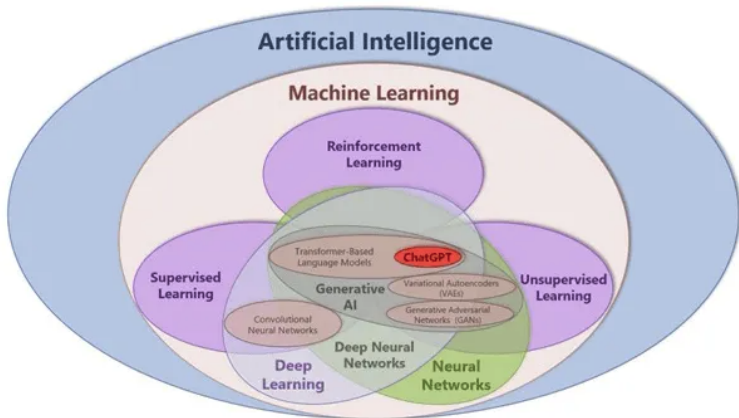 Artificial Intelligence
Machine Learning
Reinforcement
Learning
Transformer-Based
Language Models
ChatGPT
Supervised
Learning
Generative
AI
Variational Autoencoders
(VAEs)
Unsupervised
Learning
Convolutional
Neural Networks
Generative Adversarial
Networks (GANs)
Deep Neural
Networks
Deep
Learning
Neural
Networks